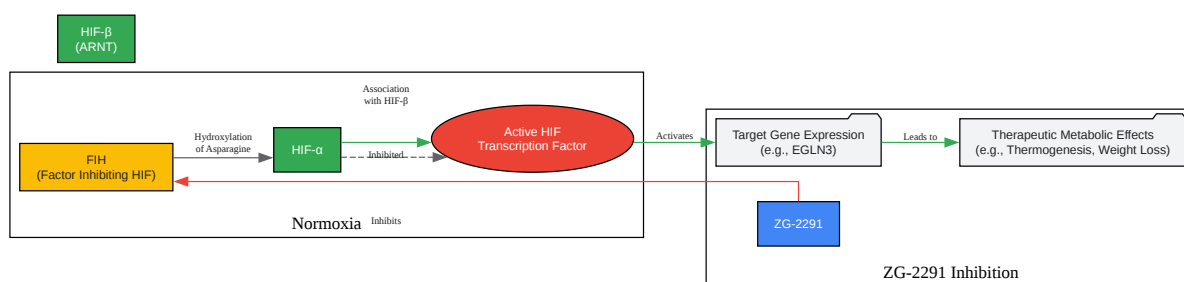 HIF-β
(ARNT)
Association
with HIF-β
Hydroxylation
of Asparagine
FIH
(Factor Inhibiting HIF)
HIF-α
Inhibited
Active HIF
Transcription Factor
Activates
Target Gene Expression
(e.g., EGLN3)
Leads to
Therapeutic Metabolic Effects
(e.g., Thermogenesis, Weight Loss)
Normoxia
Inhibits
ZG-2291
ZG-2291 Inhibition